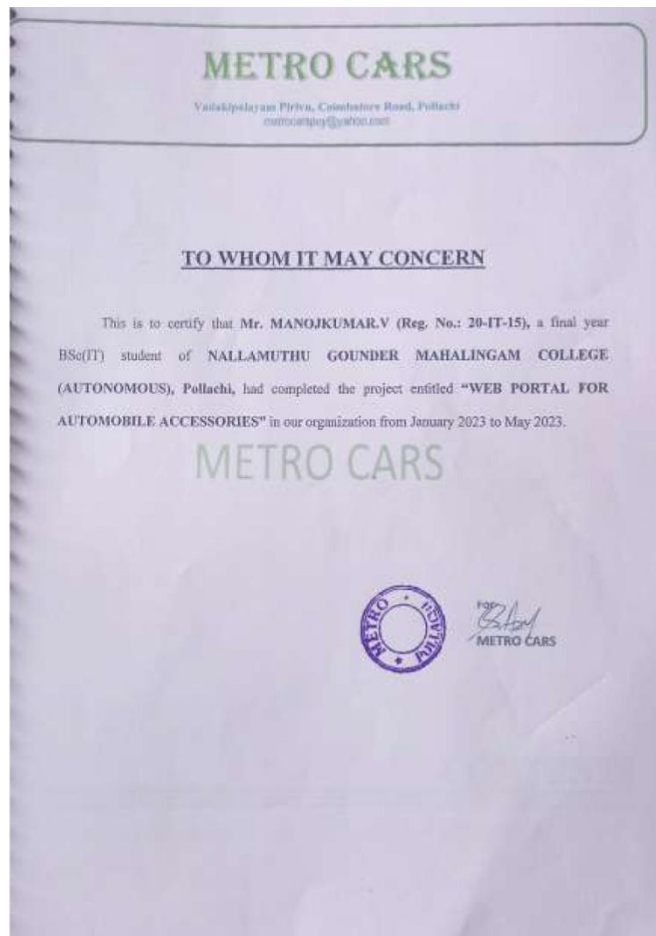 METRO CARS
Vadakipalayam Pirivu, Coimbatore Road, Pollachi
TO WHOM IT MAY CONCERN
This is to certify that Mr. MANOJKUMAR.V (Reg. No.: 20-IT-15), a final year
BSc(IT) student of NALLAMUTHU GOUNDER MAHALINGAM COLLEGE
(AUTONOMOUS), Pollachi, had completed the project entitled “WEB PORTAL FOR
AUTOMOBILE ACCESSORIES” in our organization from January 2023 to May 2023.
METRO CARS
METRO
POLLACHI
FOR
METRO CARS